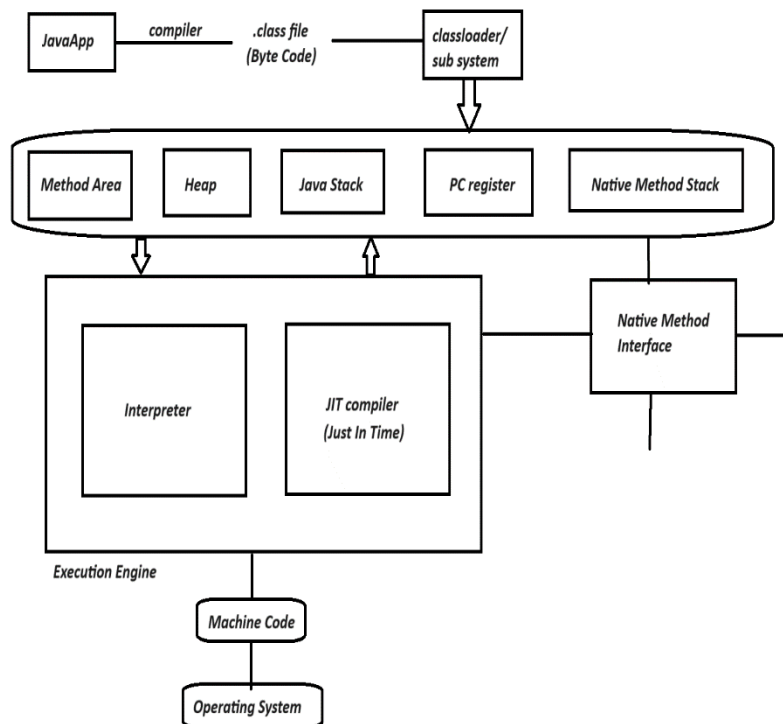 JavaApp
compiler
.class file
(Byte Code)
classloader/
sub system
Method Area
Heap
Java Stack
PC register
Native Method Stack
Native Method
Interface
Interpreter
JIT compiler
(Just In Time)
Execution Engine
Machine Code
Operating System